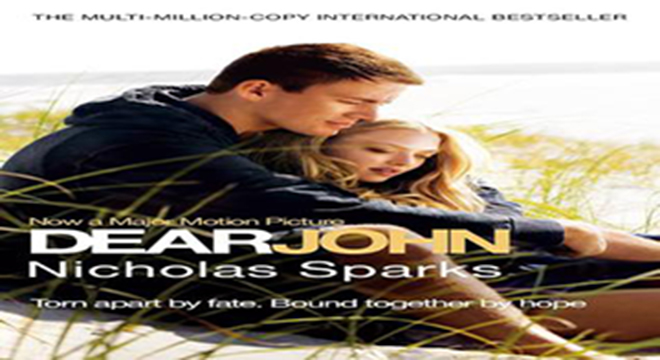 THE MULTI-MILLION-COPY INTERNATIONAL BESTSELLER
Now a Major Motion Picture
DEAR JOHN
Nicholas Sparks
Torn apart by fate. Bound together by hope